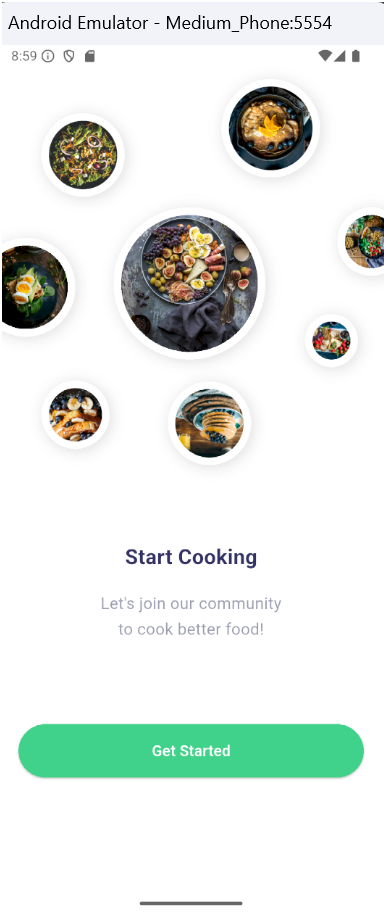 Android Emulator - Medium_Phone:5554
8:59
Start Cooking
Let's join our community
to cook better food!
Get Started